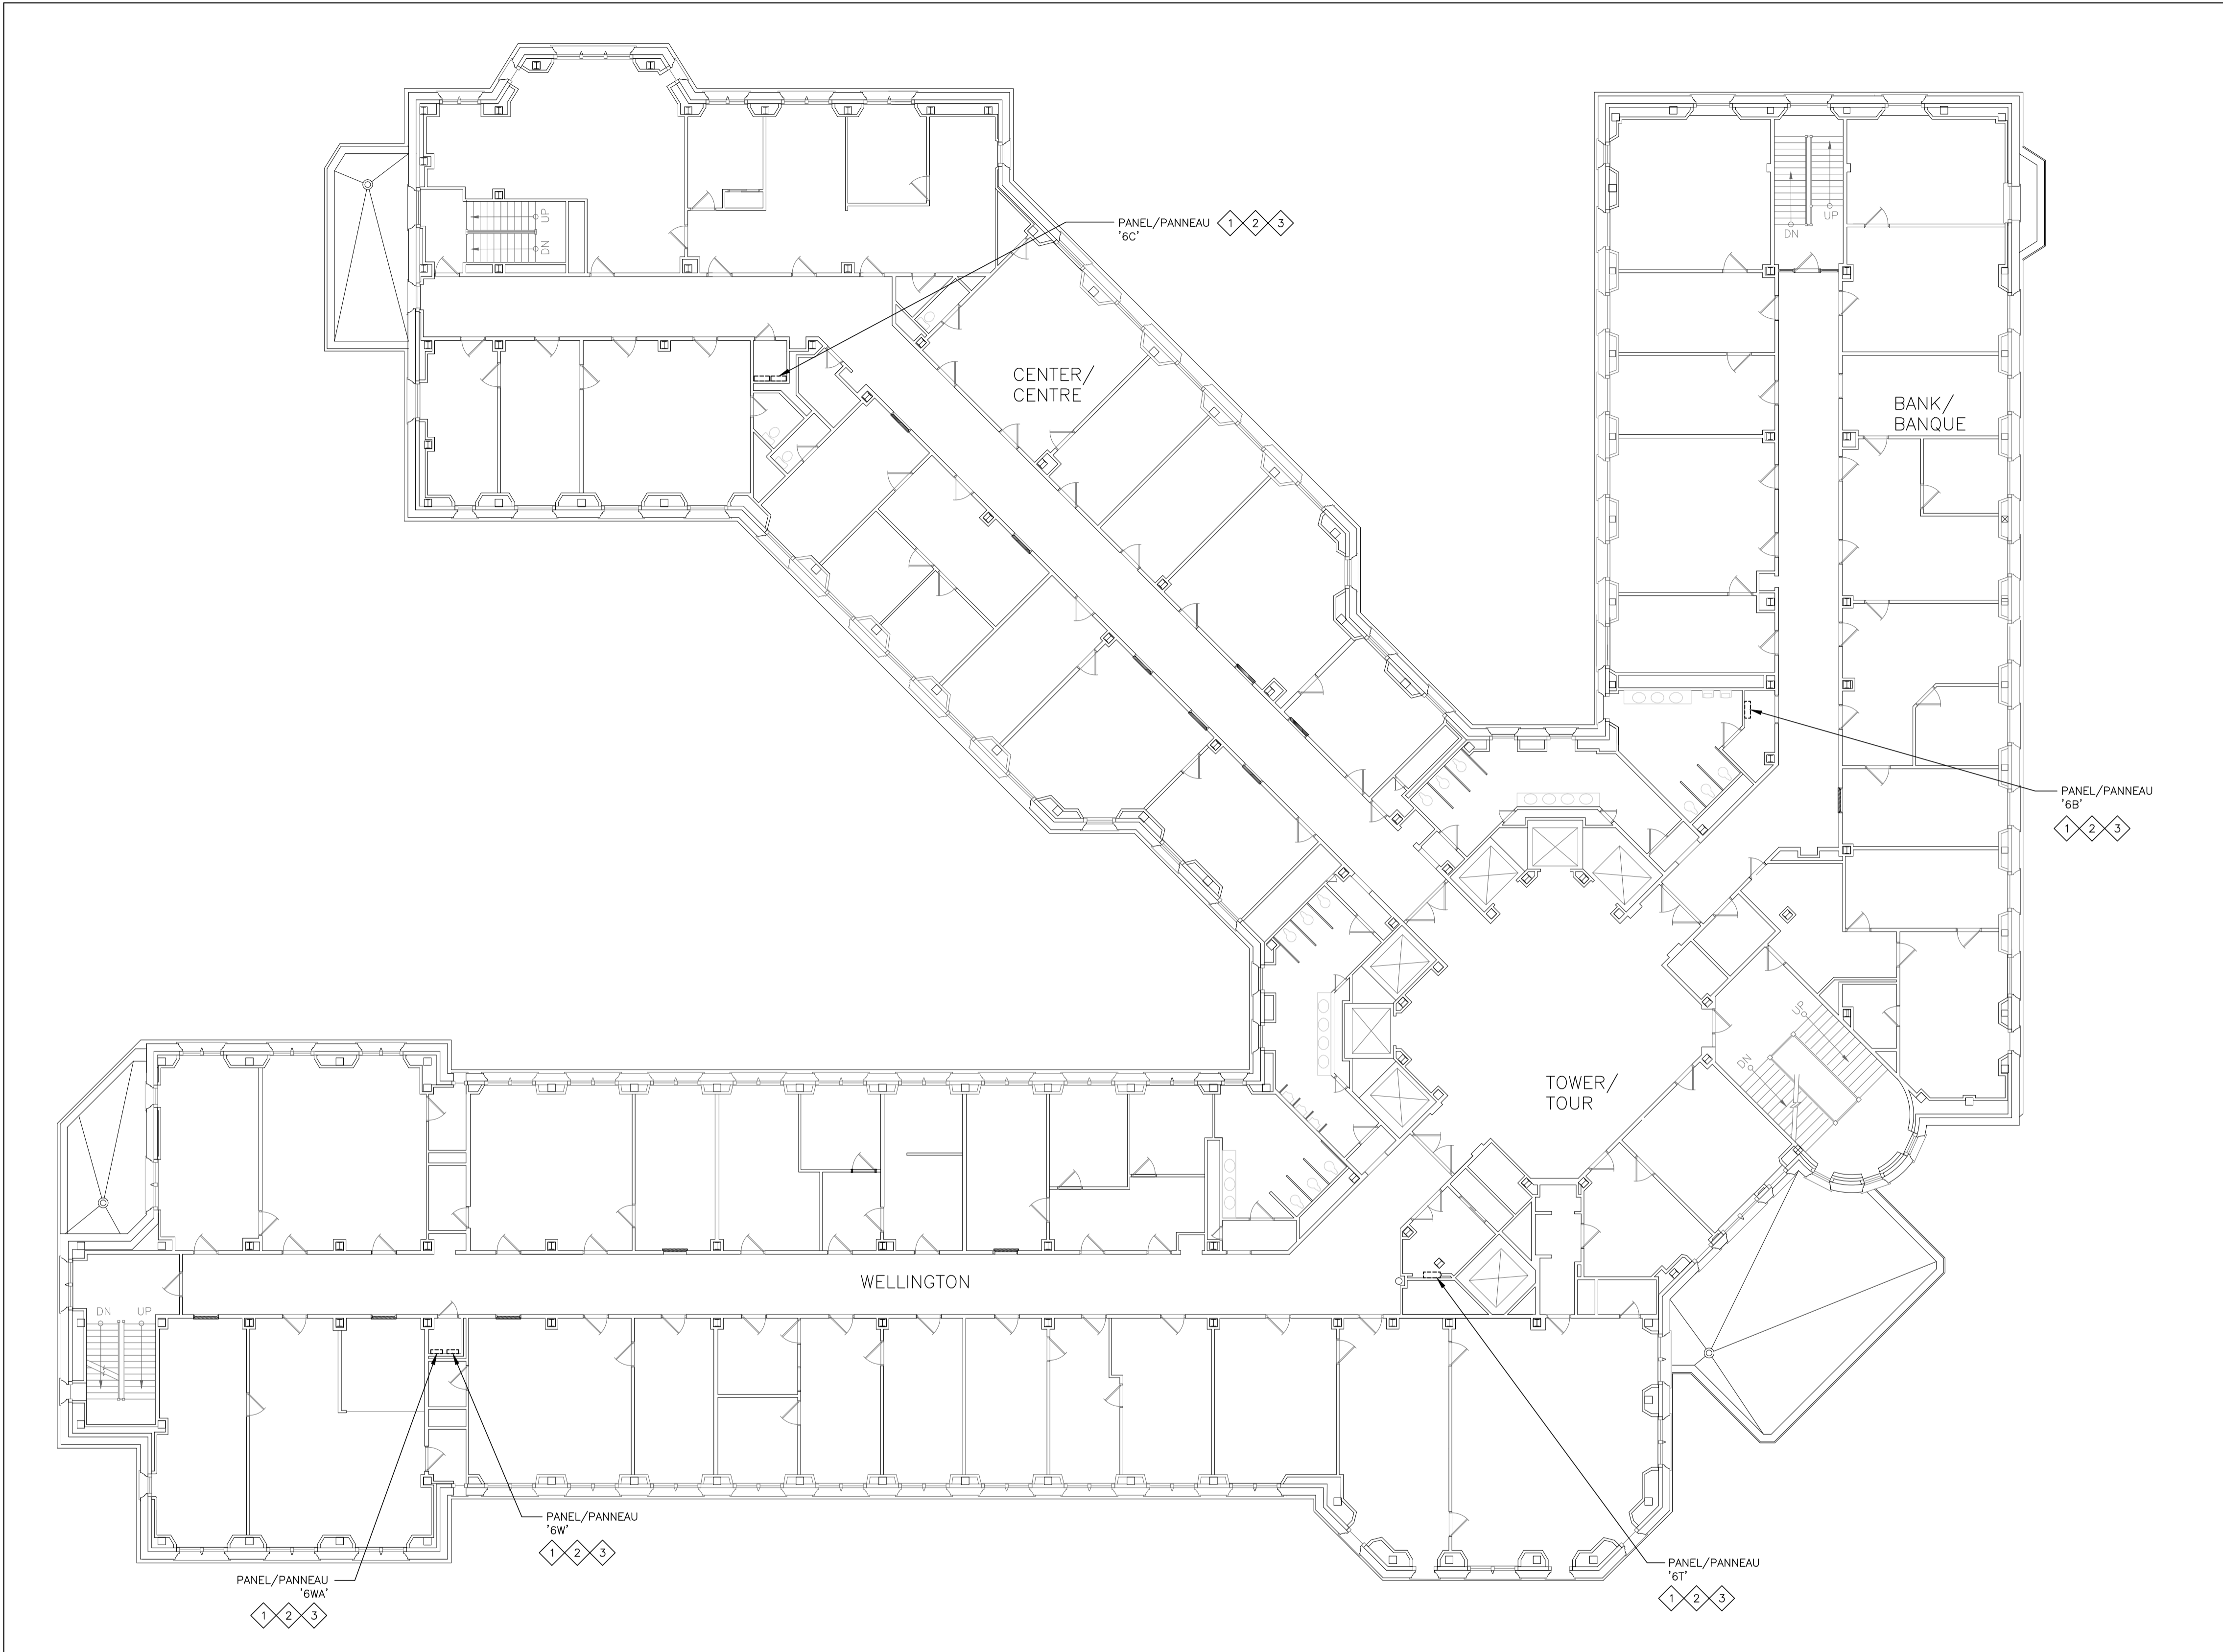 UP
DN
PANEL/PANNEAU 1 2 3
'6C'
UP
DN
CENTER/
CENTRE
BANK/
BANQUE
PANEL/PANNEAU
'6B'
1 2 3
UP
DN
TOWER/
TOUR
WELLINGTON
DN UP
PANEL/PANNEAU
'6W'
1 2 3
PANEL/PANNEAU
'6WA'
1 2 3
PANEL/PANNEAU
'6T'
1 2 3